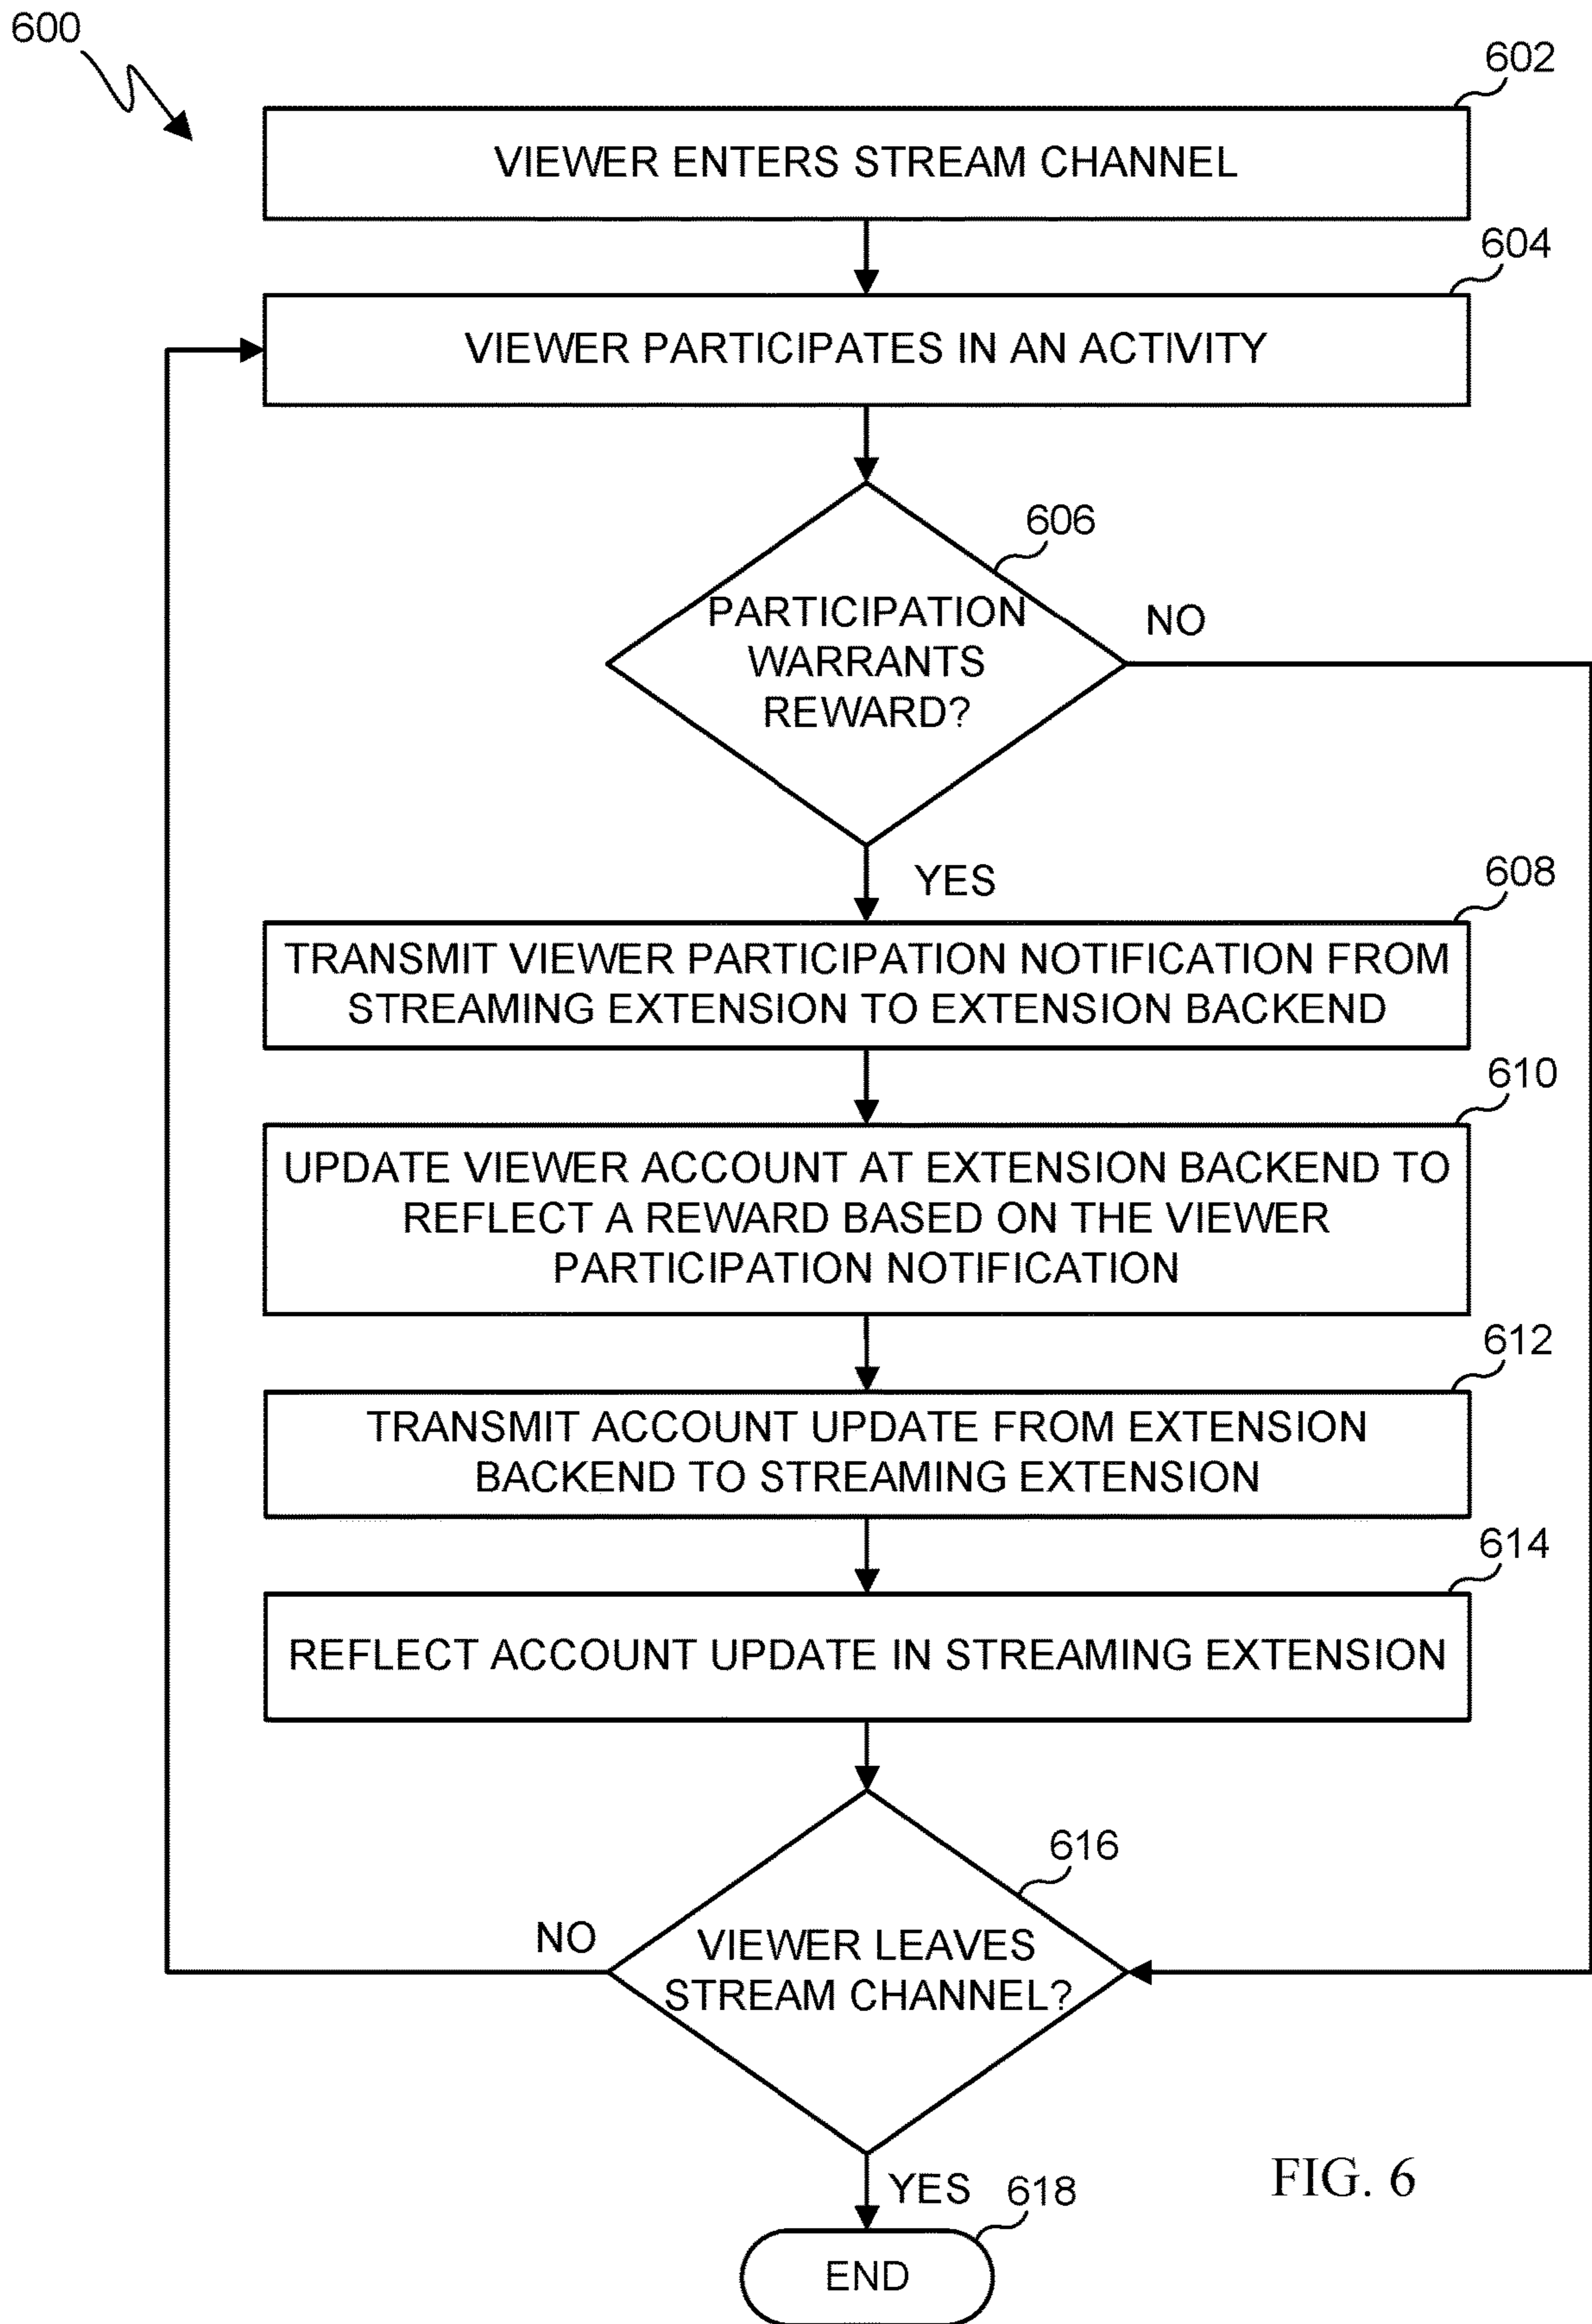 600
602
VIEWER ENTERS STREAM CHANNEL
604
VIEWER PARTICIPATES IN AN ACTIVITY
606
PARTICIPATION
WARRANTS
REWARD?
NO
YES
608
TRANSMIT VIEWER PARTICIPATION NOTIFICATION FROM
STREAMING EXTENSION TO EXTENSION BACKEND
610
UPDATE VIEWER ACCOUNT AT EXTENSION BACKEND TO
REFLECT A REWARD BASED ON THE VIEWER
PARTICIPATION NOTIFICATION
612
TRANSMIT ACCOUNT UPDATE FROM EXTENSION
BACKEND TO STREAMING EXTENSION
614
REFLECT ACCOUNT UPDATE IN STREAMING EXTENSION
616
NO
VIEWER LEAVES
STREAM CHANNEL?
YES
618
END
FIG. 6